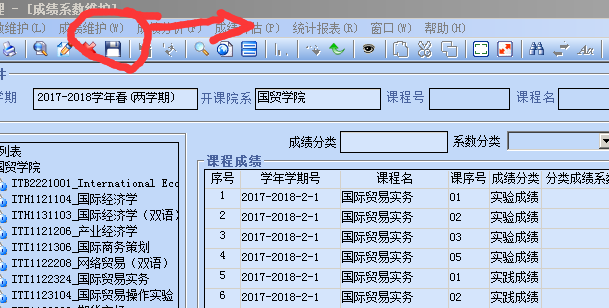 理 - [成绩系数维护]
维护(L) 成绩维护(W) 成绩分析(F) 成绩评估(P) 统计报表(R) 窗口(W) 帮助(H)
件
学期 2017-2018学年春(两学期) 开课院系 国贸学院 课程号 课程名
成绩分类 系数分类
列表
国贸学院
ITB2221001_International Eco
ITH1121104_国际经济学
ITH1131103_国际经济学（双语）
ITI1121206_产业经济学
ITI1121306_国际商务策划
ITI1122208_网络贸易（双语）
ITI1122324_国际贸易实务
ITI1123104_国际贸易操作实验
课程成绩
序号 学年学期号 课程名 课序号 成绩分类 分类成绩系
1 2017-2018-2-1 国际贸易实务 01 实验成绩
2 2017-2018-2-1 国际贸易实务 02 实验成绩
3 2017-2018-2-1 国际贸易实务 03 实验成绩
4 2017-2018-2-1 国际贸易实务 05 实验成绩
5 2017-2018-2-1 国际贸易实务 01 实践成绩
6 2017-2018-2-1 国际贸易实务 02 实践成绩